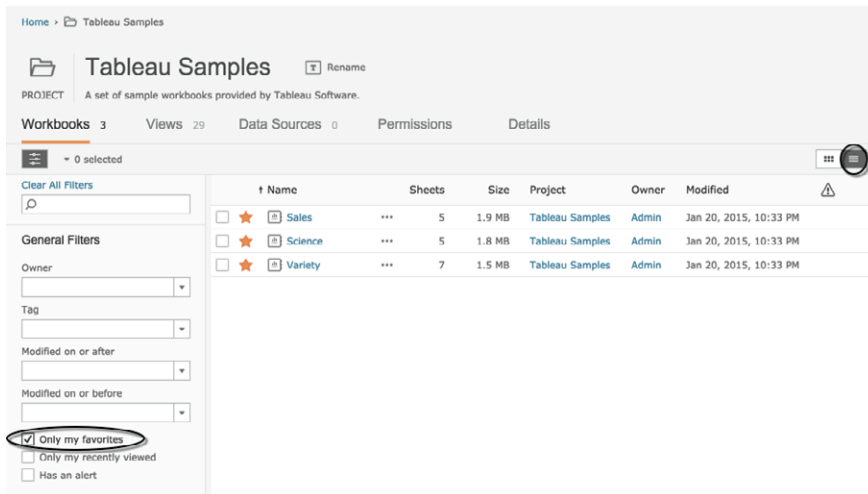 Home › Tableau Samples
Tableau Samples
Rename
PROJECT
A set of sample workbooks provided by Tableau Software.
Workbooks 3 Views 29 Data Sources 0 Permissions Details
0 selected
Clear All Filters
General Filters
Owner
Tag
Modified on or after
Modified on or before
Only my favorites
Only my recently viewed
Has an alert
↑ Name Sheets Size Project Owner Modified
Sales ••• 5 1.9 MB Tableau Samples Admin Jan 20, 2015, 10:33 PM
Science ••• 5 1.8 MB Tableau Samples Admin Jan 20, 2015, 10:33 PM
Variety ••• 7 1.5 MB Tableau Samples Admin Jan 20, 2015, 10:33 PM